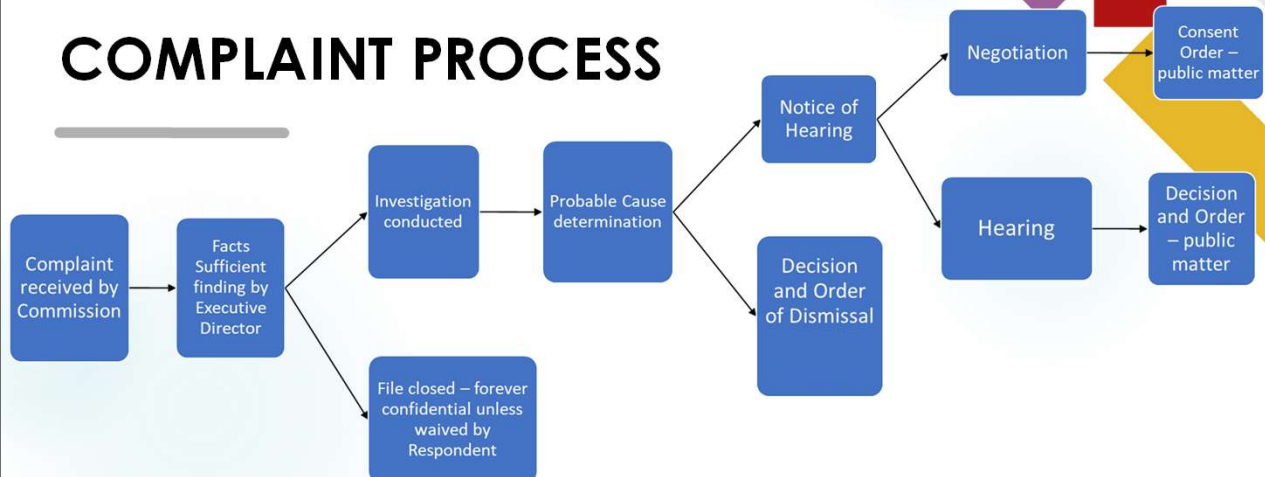 COMPLAINT PROCESS
Complaint
received by
Commission
Facts
Sufficient
finding by
Executive
Director
Investigation
conducted
File closed – forever
confidential unless
waived by
Respondent
Probable Cause
determination
Notice of
Hearing
Decision
and Order
of Dismissal
Negotiation
Consent
Order –
public matter
Hearing
Decision
and Order
– public
matter